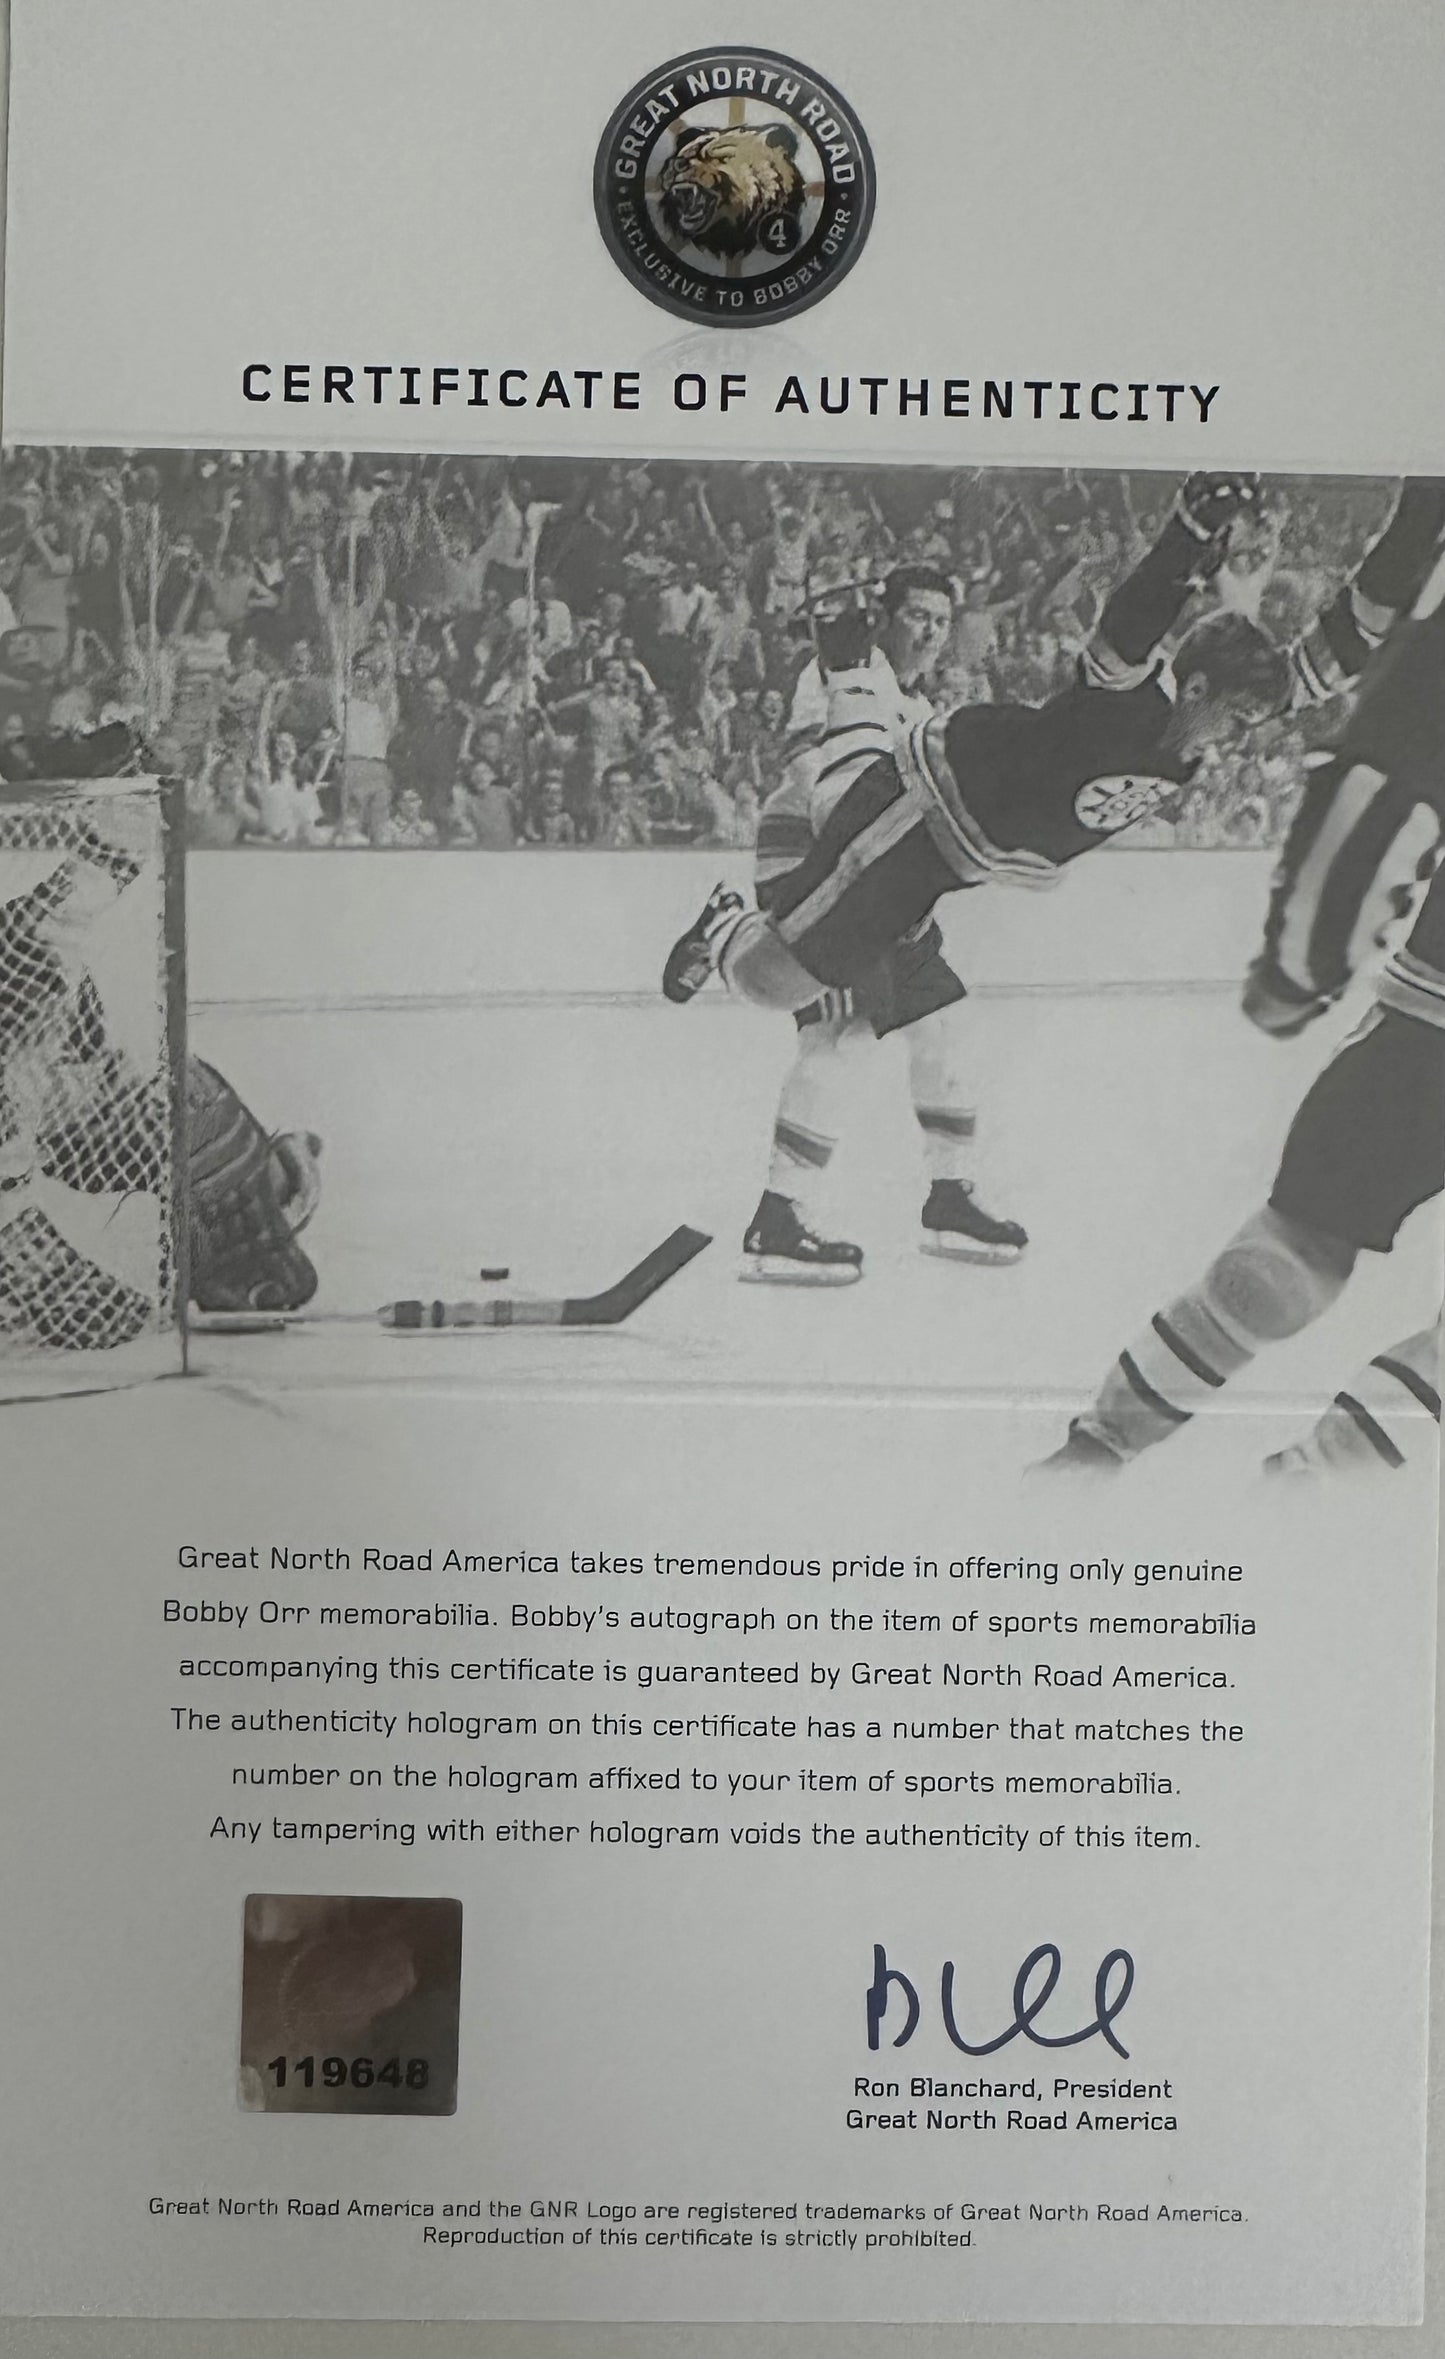 GREAT NORTH ROAD
EXCLUSIVE TO BOBBY ORR
4
CERTIFICATE OF AUTHENTICITY
Great North Road America takes tremendous pride in offering only genuine
Bobby Orr memorabilia. Bobby's autograph on the item of sports memorabilia
accompanying this certificate is guaranteed by Great North Road America.
The authenticity hologram on this certificate has a number that matches the
number on the hologram affixed to your item of sports memorabilia.
Any tampering with either hologram voids the authenticity of this item.
119648
Ron Blanchard, President
Great North Road America
Great North Road America and the GNR Logo are registered trademarks of Great North Road America.
Reproduction of this certificate is strictly prohibited.